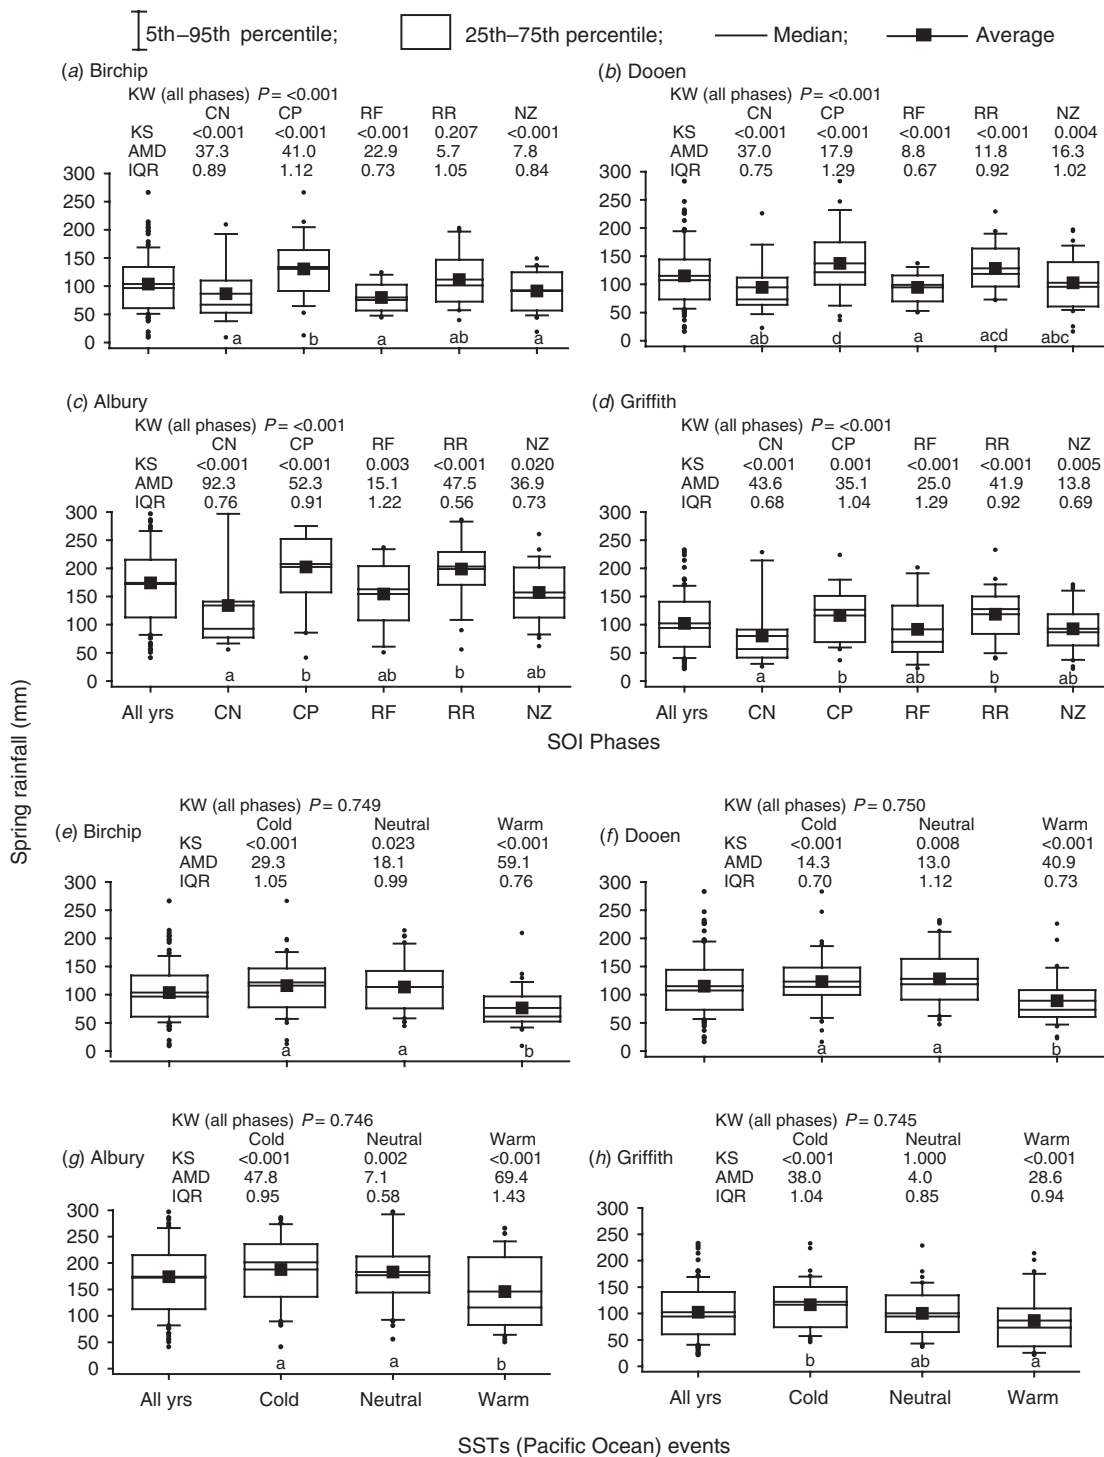 5th–95th percentile; 25th–75th percentile; Median; Average
(a) Birchip
KW (all phases) P = <0.001
CN CP RF RR NZ
KS <0.001 <0.001 <0.001 0.207 <0.001
AMD 37.3 41.0 22.9 5.7 7.8
IQR 0.89 1.12 0.73 1.05 0.84
300
250
200
150
100
50
0
a b a ab a
(b) Dooen
KW (all phases) P = <0.001
CN CP RF RR NZ
KS <0.001 <0.001 <0.001 <0.001 0.004
AMD 37.0 17.9 8.8 11.8 16.3
IQR 0.75 1.29 0.67 0.92 1.02
300
250
200
150
100
50
0
ab d a acd abc
(c) Albury
KW (all phases) P = <0.001
CN CP RF RR NZ
KS <0.001 <0.001 0.003 <0.001 0.020
AMD 92.3 52.3 15.1 47.5 36.9
IQR 0.76 0.91 1.22 0.56 0.73
300
250
200
150
100
50
0
a b ab b ab
All yrs CN CP RF RR NZ
(d) Griffith
KW (all phases) P = <0.001
CN CP RF RR NZ
KS <0.001 0.001 <0.001 <0.001 0.005
AMD 43.6 35.1 25.0 41.9 13.8
IQR 0.68 1.04 1.29 0.92 0.69
300
250
200
150
100
50
0
a b ab b ab
All yrs CN CP RF RR NZ
SOI Phases
Spring rainfall (mm)
KW (all phases) P = 0.749
(e) Birchip
Cold Neutral Warm
KS <0.001 0.023 <0.001
AMD 29.3 18.1 59.1
IQR 1.05 0.99 0.76
300
250
200
150
100
50
0
a a b
KW (all phases) P = 0.750
(f) Dooen
Cold Neutral Warm
KS <0.001 0.008 <0.001
AMD 14.3 13.0 40.9
IQR 0.70 1.12 0.73
300
250
200
150
100
50
0
a a b
KW (all phases) P = 0.746
Cold Neutral Warm
(g) Albury
KS <0.001 0.002 <0.001
AMD 47.8 7.1 69.4
IQR 0.95 0.58 1.43
300
250
200
150
100
50
0
a a b
All yrs Cold Neutral Warm
KW (all phases) P = 0.745
Cold Neutral Warm
(h) Griffith
KS <0.001 1.000 <0.001
AMD 38.0 4.0 28.6
IQR 1.04 0.85 0.94
300
250
200
150
100
50
0
b ab a
All yrs Cold Neutral Warm
SSTs (Pacific Ocean) events